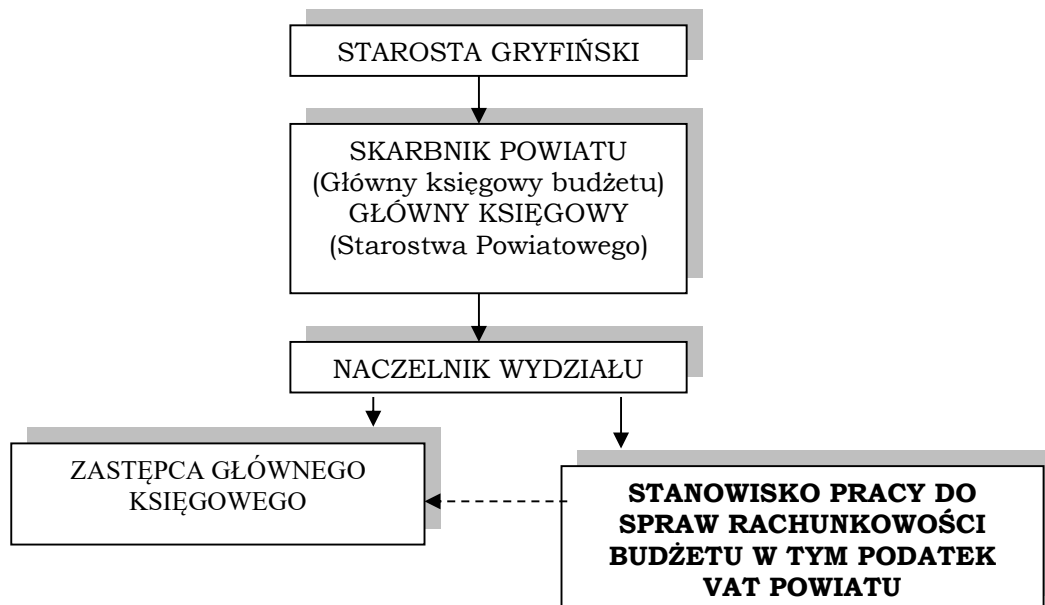 STAROSTA GRYFIŃSKI
SKARBNIK POWIATU
(Główny księgowy budżetu)
GŁÓWNY KSIĘGOWY
(Starostwa Powiatowego)
NACZELNIK WYDZIAŁU
ZASTĘPCA GŁÓWNEGO
KSIĘGOWEGO
STANOWISKO PRACY DO
SPRAW RACHUNKOWOŚCI
BUDŻETU W TYM PODATEK
VAT POWIATU